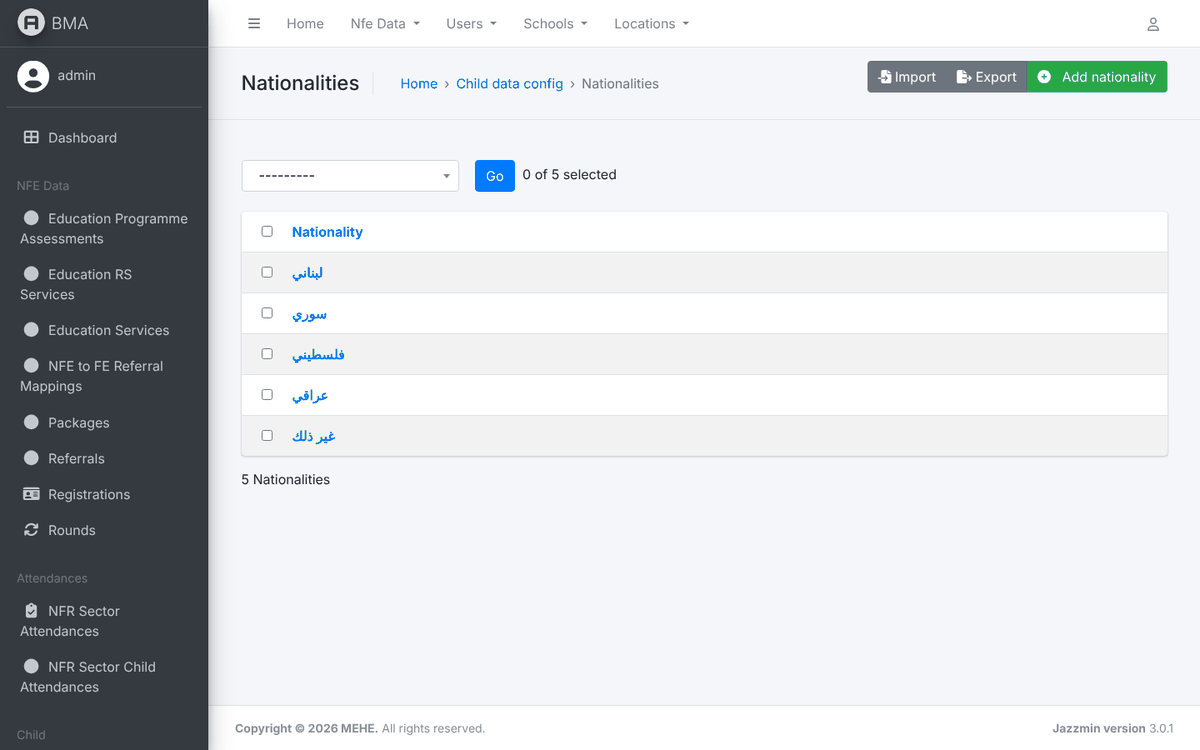 BMA
admin
Dashboard
NFE Data
Education Programme
Assessments
Education RS
Services
Education Services
NFE to FE Referral
Mappings
Packages
Referrals
Registrations
Rounds
Attendances
NFR Sector
Attendances
NFR Sector Child
Attendances
Child
Home Nfe Data Users Schools Locations
Nationalities
Home › Child data config › Nationalities
Import Export Add nationality
--------- Go 0 of 5 selected
Nationality
لبناني
سوري
فلسطيني
عراقي
غير ذلك
5 Nationalities
Copyright © 2026 MEHE. All rights reserved.
Jazzmin version 3.0.1